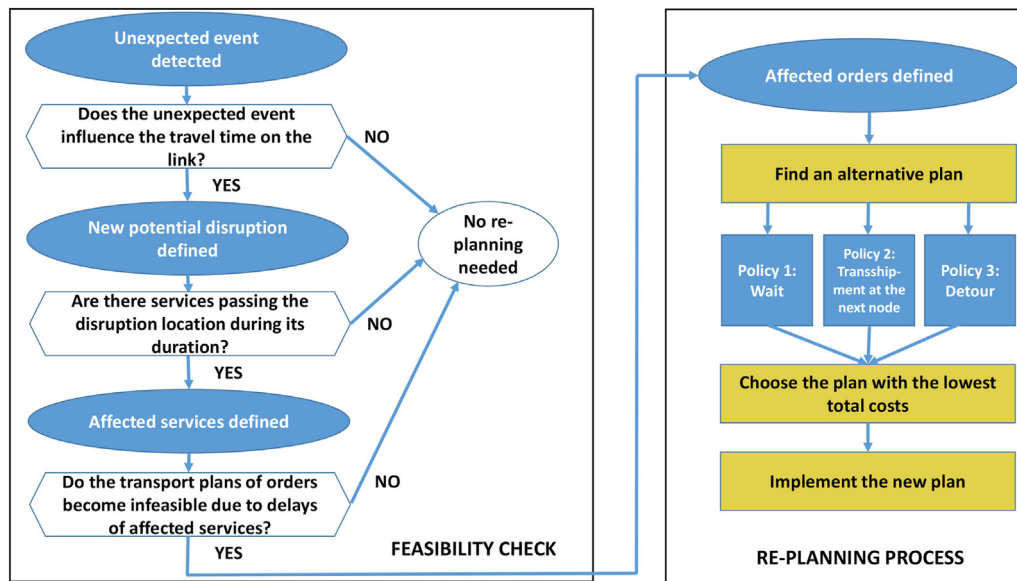 Unexpected event
detected
Does the unexpected event
influence the travel time on the
link?
NO
YES
New potential disruption
defined
No re-
planning
needed
Are there services passing the
disruption location during its
duration?
NO
YES
Affected services defined
Do the transport plans of orders
become infeasible due to delays
of affected services?
NO
YES
FEASIBILITY CHECK
Affected orders defined
Find an alternative plan
Policy 1:
Wait
Policy 2:
Transship-
ment at the
next node
Policy 3:
Detour
Choose the plan with the lowest
total costs
Implement the new plan
RE-PLANNING PROCESS